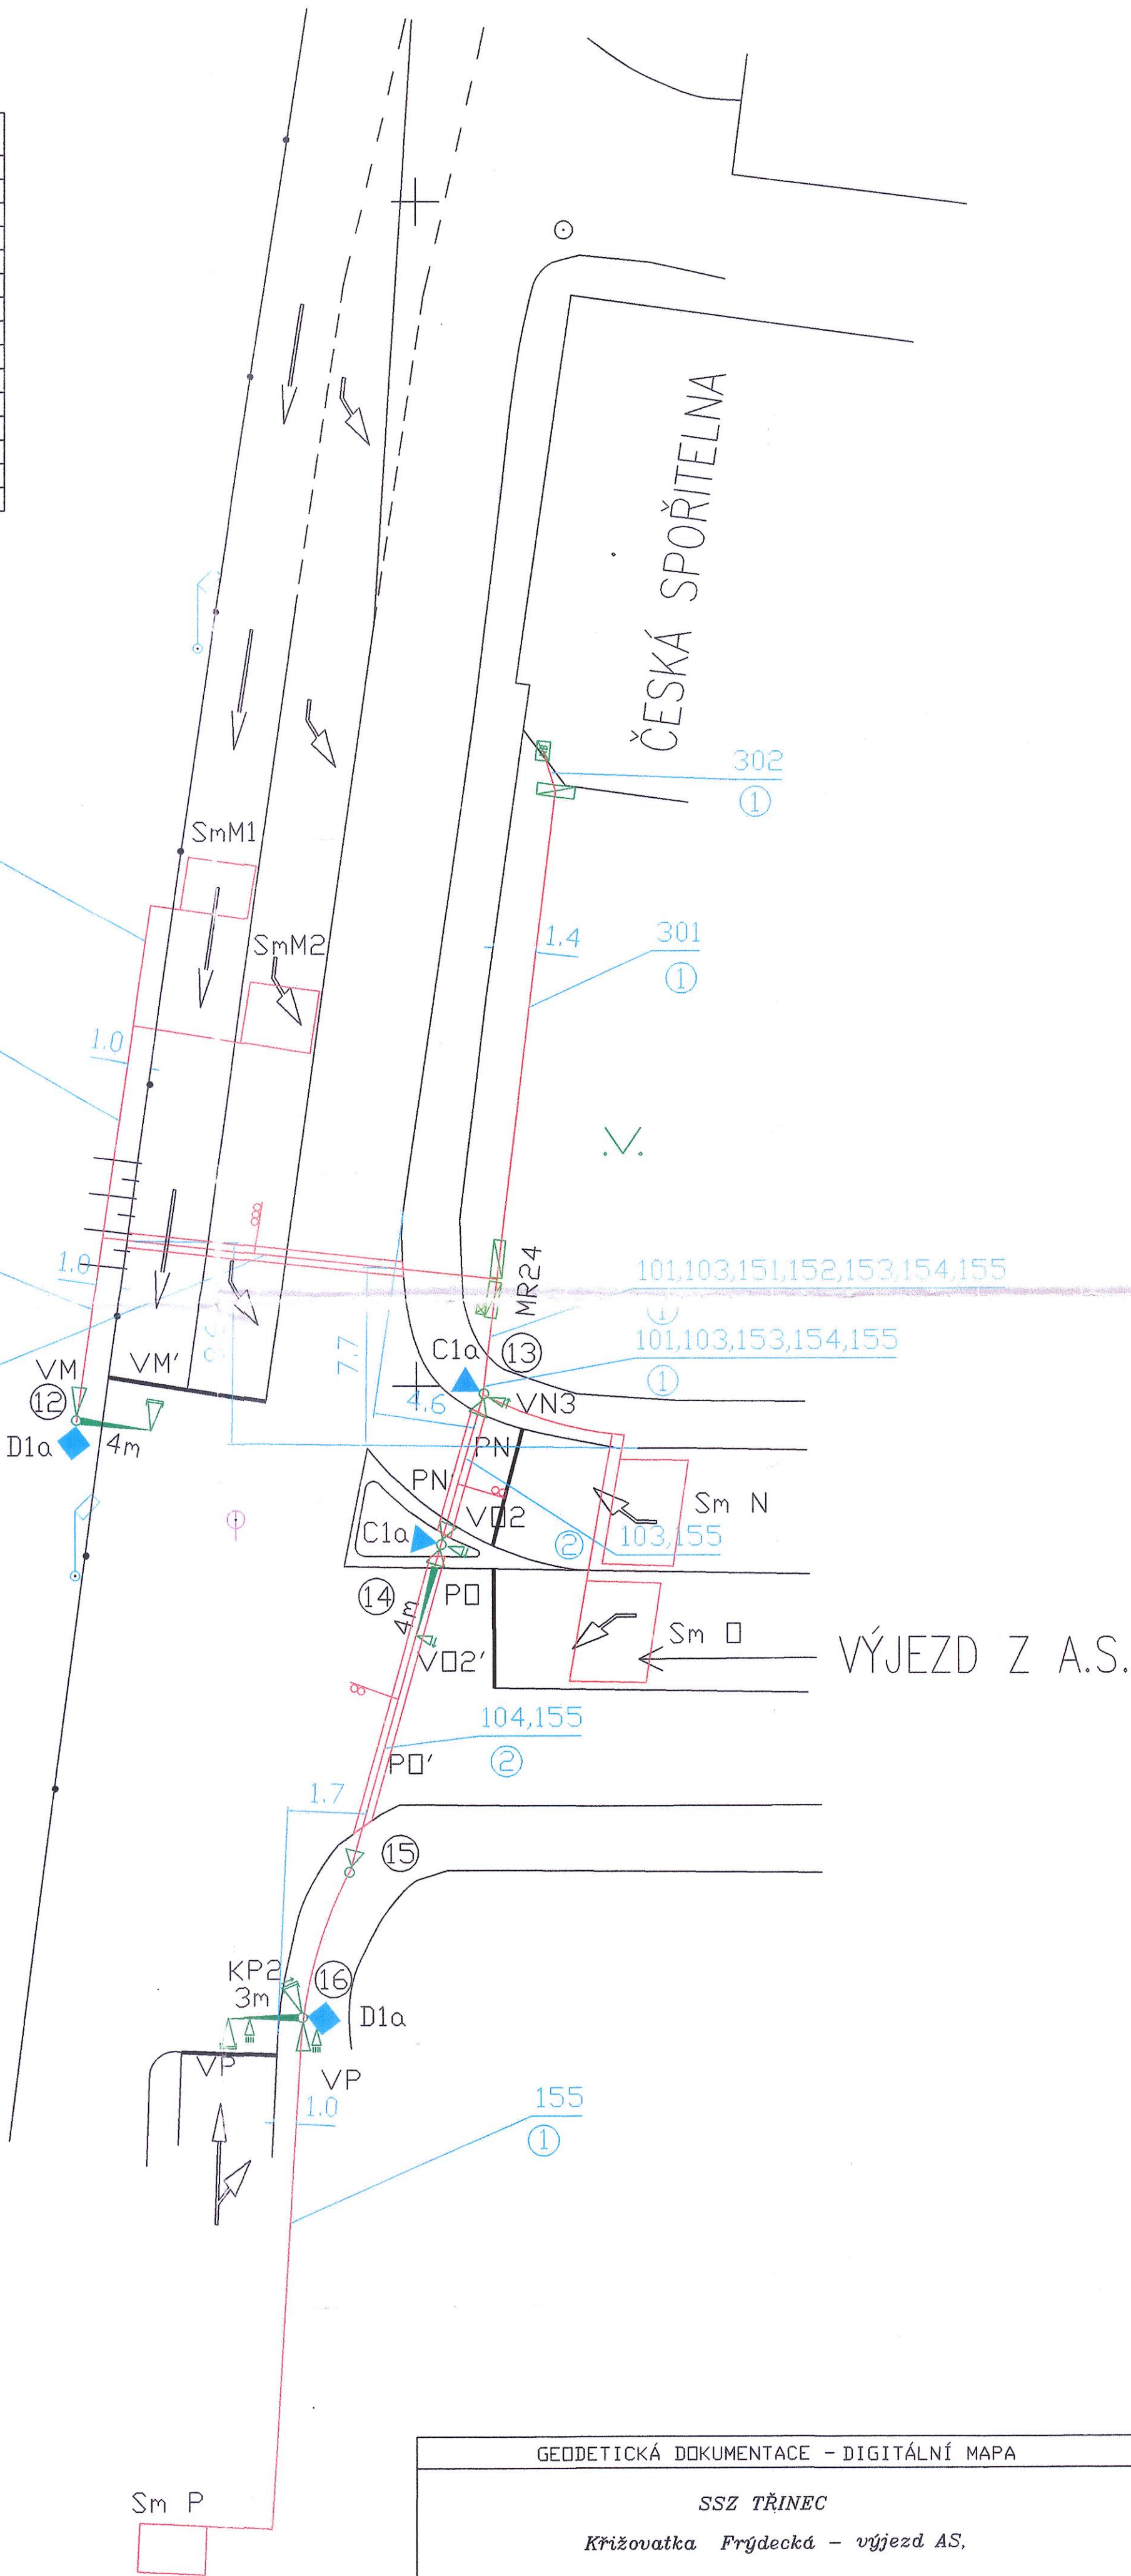 ČESKÁ SPOŘITELNA
302
1
SmM1
1.4
301
1
SmM2
1.0
.V.
MR24
101,103,151,152,153,154,155
1
1.0
7.7
C1a
13
101,103,153,154,155
1
VM
VM'
12
4.6
VN3
D1a
4m
PN
PN'
VO2
Sm N
C1a
2
103,155
14
4m
PO
Sm O
VO2'
VÝJEZD Z A.S.
104,155
2
PO'
1.7
15
KP2
3m
16
D1a
VP
VP
1.0
155
1
Sm P
GEODETICKÁ DOKUMENTACE - DIGITÁLNÍ MAPA
SSZ TŘINEC
Křižovatka Frýdecká - výjezd AS,